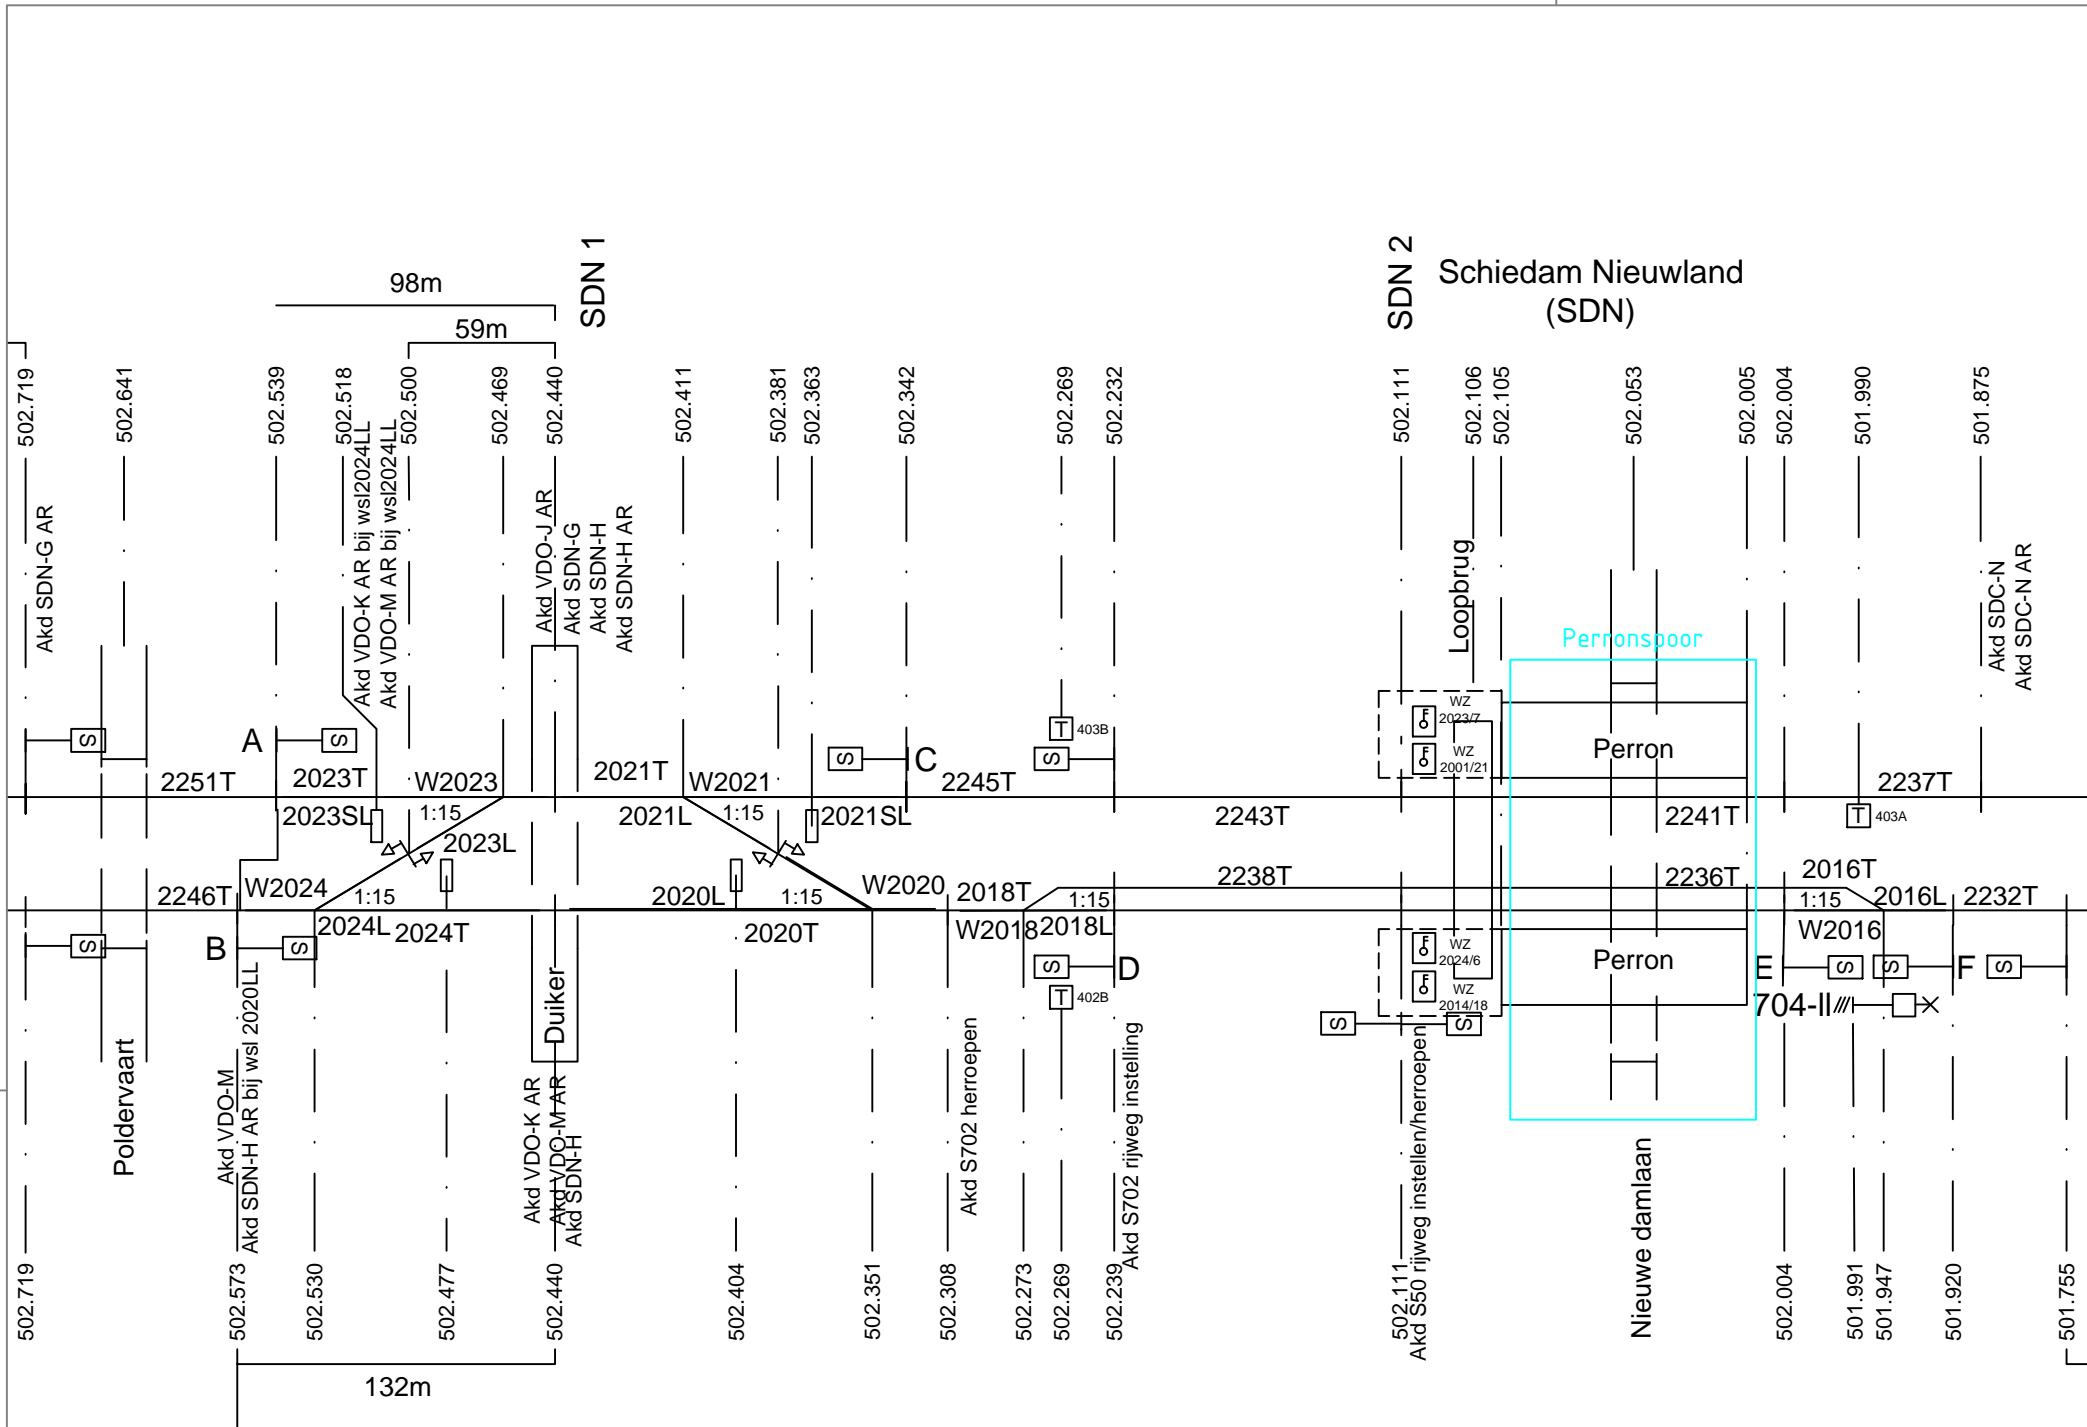 98m
59m
SDN 1
SDN 2
Schiedam Nieuwland
(SDN)
502.719
502.641
502.539
502.518
502.500
502.469
502.440
502.411
502.381
502.363
502.342
502.269
502.232
502.111
502.106
502.105
502.053
502.005
502.004
501.990
501.875
Akd SDN-G AR
Akd VDO-K AR bij wsl2024LL
Akd VDO-M AR bij wsl2024LL
Akd VDO-J AR
Akd SDN-G
Akd SDN-H
Akd SDN-H AR
Loopbrug
Akd SDC-N
Akd SDC-N AR
Perronspoor
S
A
S
S
C
T
403B
S
WZ
2023/7
WZ
2001/21
Perron
2251T
2023T
W2023
2021T
W2021
2245T
2237T
2023SL
1:15
2021L
1:15
2021SL
2243T
2241T
T
403A
2023L
2246T
W2024
1:15
2020L
1:15
W2020
2018T
1:15
2238T
2236T
2016T
1:15
2016L
2232T
2024L
2024T
2020T
W2018
2018L
W2016
S
B
S
S
D
T
402B
WZ
2024/6
WZ
2014/18
Perron
E
S
S
F
S
704-II
S
S
Poldervaart
Akd VDO-M
Akd SDN-H AR bij wsl 2020LL
Duiker
Akd VDO-K AR
Akd VDO-M AR
Akd SDN-H
Akd S702 herroepen
Akd S702 rijweg instelling
Akd S50 rijweg instellen/herroepen
Nieuwe damlaan
502.719
502.573
502.530
502.477
502.440
502.404
502.351
502.308
502.273
502.269
502.239
502.111
502.004
501.991
501.947
501.920
501.755
132m